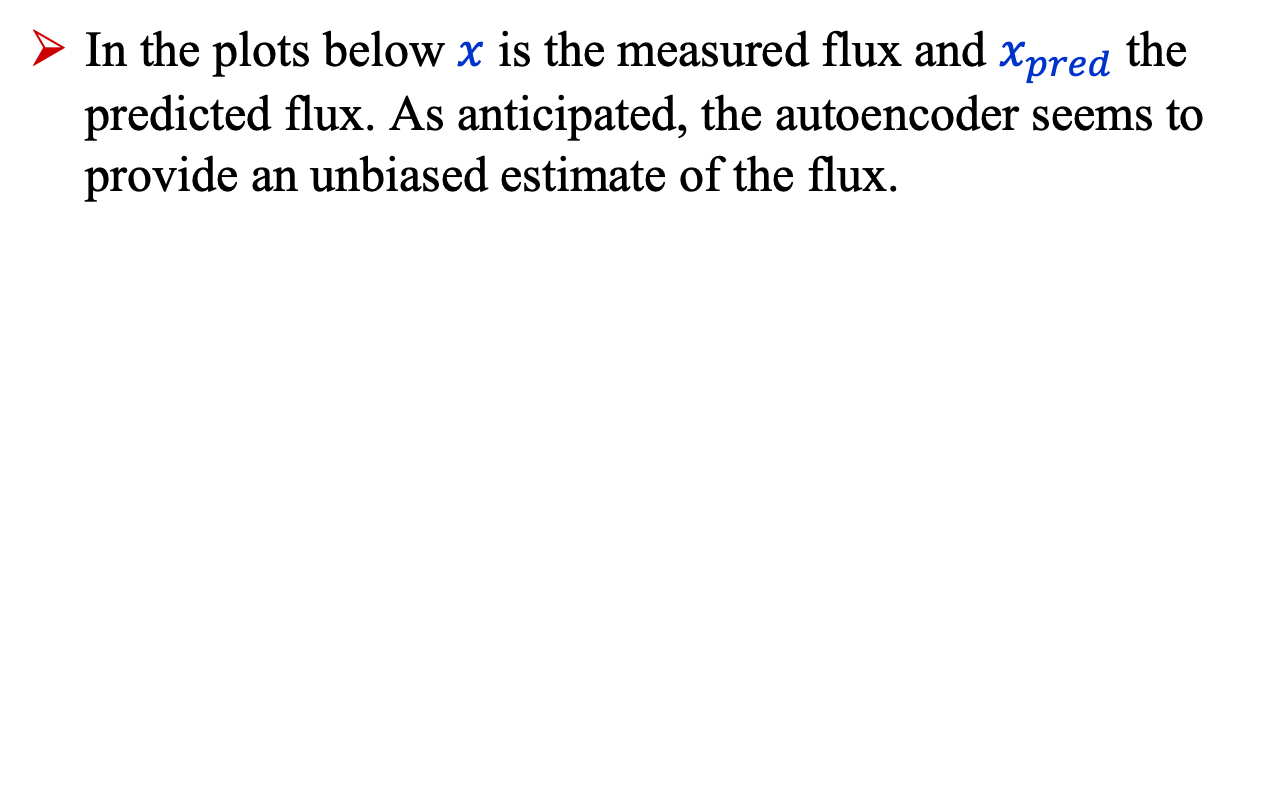 ➢ In the plots below x is the measured flux and x_pred the
predicted flux. As anticipated, the autoencoder seems to
provide an unbiased estimate of the flux.